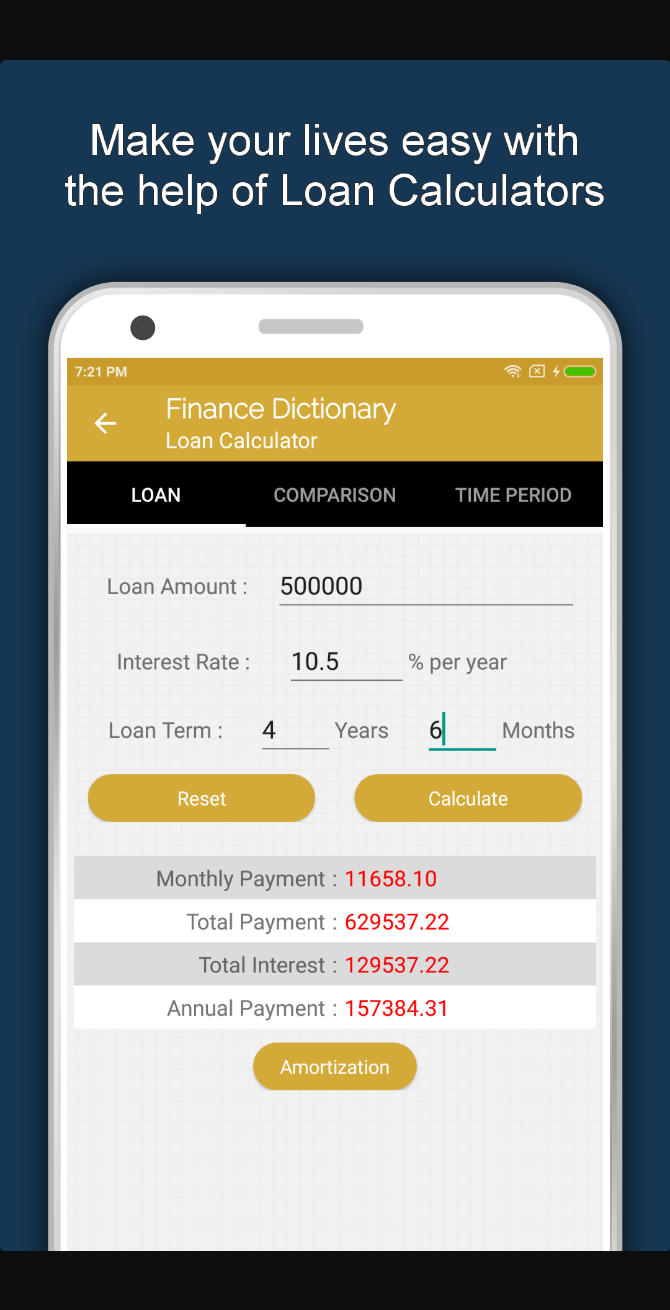 Make your lives easy with
the help of Loan Calculators
7:21 PM
Finance Dictionary
Loan Calculator
LOAN COMPARISON TIME PERIOD
Loan Amount : 500000
Interest Rate : 10.5 % per year
Loan Term : 4 Years 6 Months
Reset Calculate
Monthly Payment : 11658.10
Total Payment : 629537.22
Total Interest : 129537.22
Annual Payment : 157384.31
Amortization